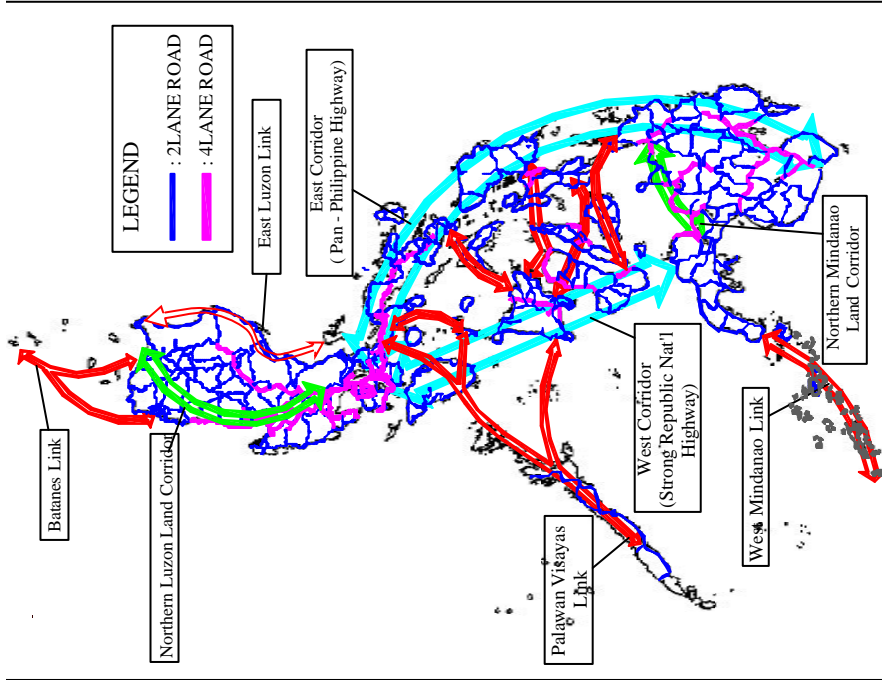 LEGEND
: 2LANE ROAD
: 4LANE ROAD
Batanes Link
Northern Luzon Land Corridor
East Luzon Link
East Corridor
( Pan - Philippine Highway)
Palawan Visayas
Link
West Corridor
(Strong Republic Nat'l
Highway)
West Mindanao Link
Northern Mindanao
Land Corridor